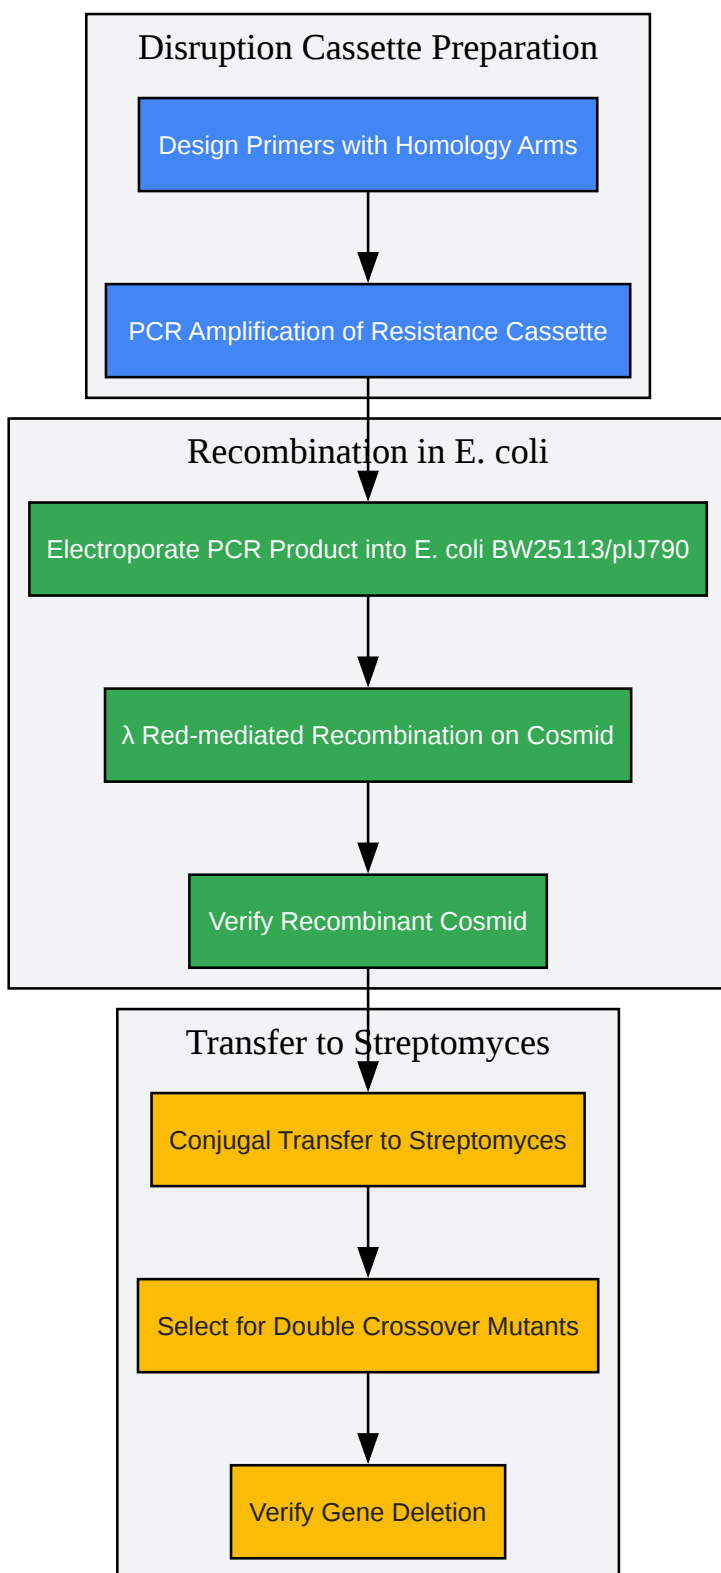 Disruption Cassette Preparation
Design Primers with Homology Arms
PCR Amplification of Resistance Cassette
Recombination in E. coli
Electroporate PCR Product into E. coli BW25113/pIJ790
λ Red-mediated Recombination on Cosmid
Verify Recombinant Cosmid
Transfer to Streptomyces
Conjugal Transfer to Streptomyces
Select for Double Crossover Mutants
Verify Gene Deletion